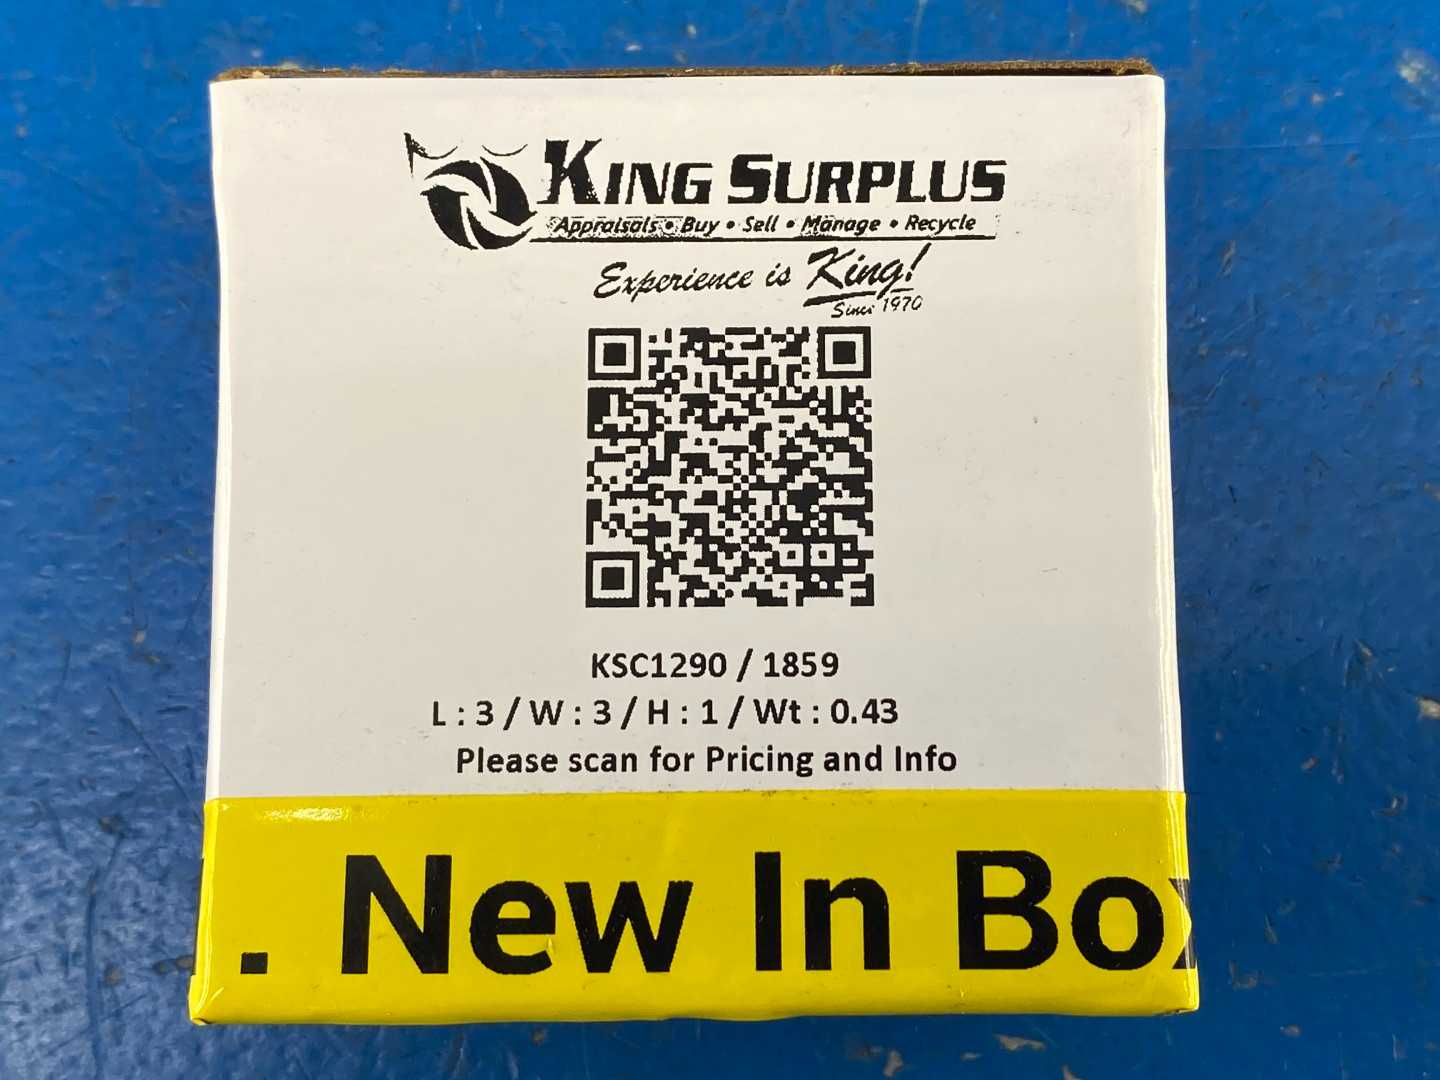 KING SURPLUS
Appraisals • Buy • Sell • Manage • Recycle
Experience is King!
Since 1970
KSC1290 / 1859
L : 3 / W : 3 / H : 1 / Wt : 0.43
Please scan for Pricing and Info
. New In Box